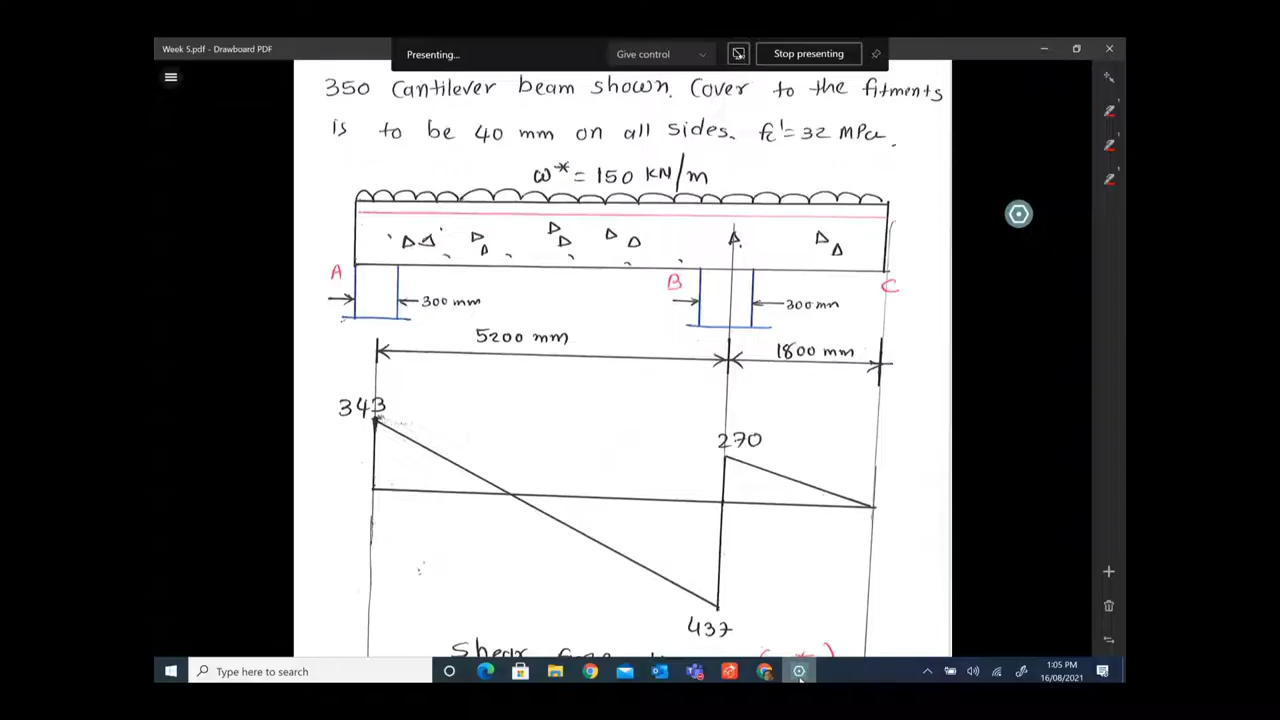 Week 5.pdf - Drawboard PDF
Presenting...
Give control
Stop presenting
350 Cantilever beam shown. Cover to the fitments
is to be 40 mm on all sides. fc' = 32 MPa.
ω* = 150 KN/m
A
B
C
300 mm
300 mm
5200 mm
1800 mm
343
270
437
Shear
Type here to search
1:05 PM
16/08/2021